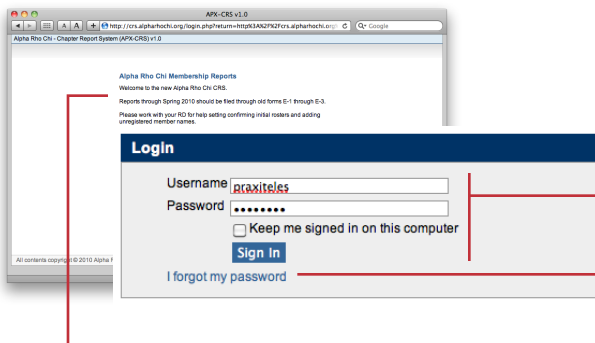 APX-CRS v1.0
A A + http://crs.alpharhochi.org/login.php?return=http%3A%2F%2Fcrs.alpharhochi.org Google
Alpha Rho Chi - Chapter Report System (APX-CRS) v1.0
Alpha Rho Chi Membership Reports
Welcome to the new Alpha Rho Chi CRS.
Reports through Spring 2010 should be filed through old forms E-1 through E-3.
Please work with your RD for help setting confirming initial rosters and adding
unregistered member names.
Login
Username praxiteles
Password ••••••••
Keep me signed in on this computer
Sign In
I forgot my password
All contents copyright © 2010 Alpha